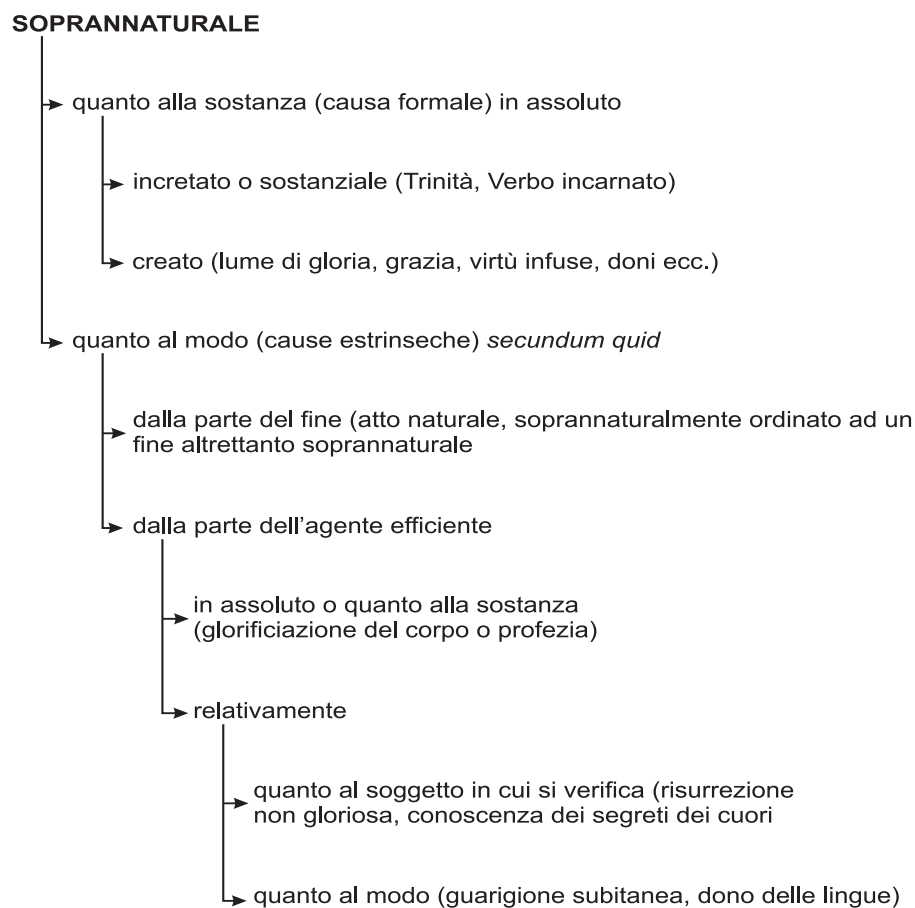 SOPRANNATURALE
quanto alla sostanza (causa formale) in assoluto
incretato o sostanziale (Trinità, Verbo incarnato)
creato (lume di gloria, grazia, virtù infuse, doni ecc.)
quanto al modo (cause estrinseche) secundum quid
dalla parte del fine (atto naturale, soprannaturalmente ordinato ad un
fine altrettanto soprannaturale
dalla parte dell'agente efficiente
in assoluto o quanto alla sostanza
(glorificiazione del corpo o profezia)
relativamente
quanto al soggetto in cui si verifica (risurrezione
non gloriosa, conoscenza dei segreti dei cuori
quanto al modo (guarigione subitanea, dono delle lingue)